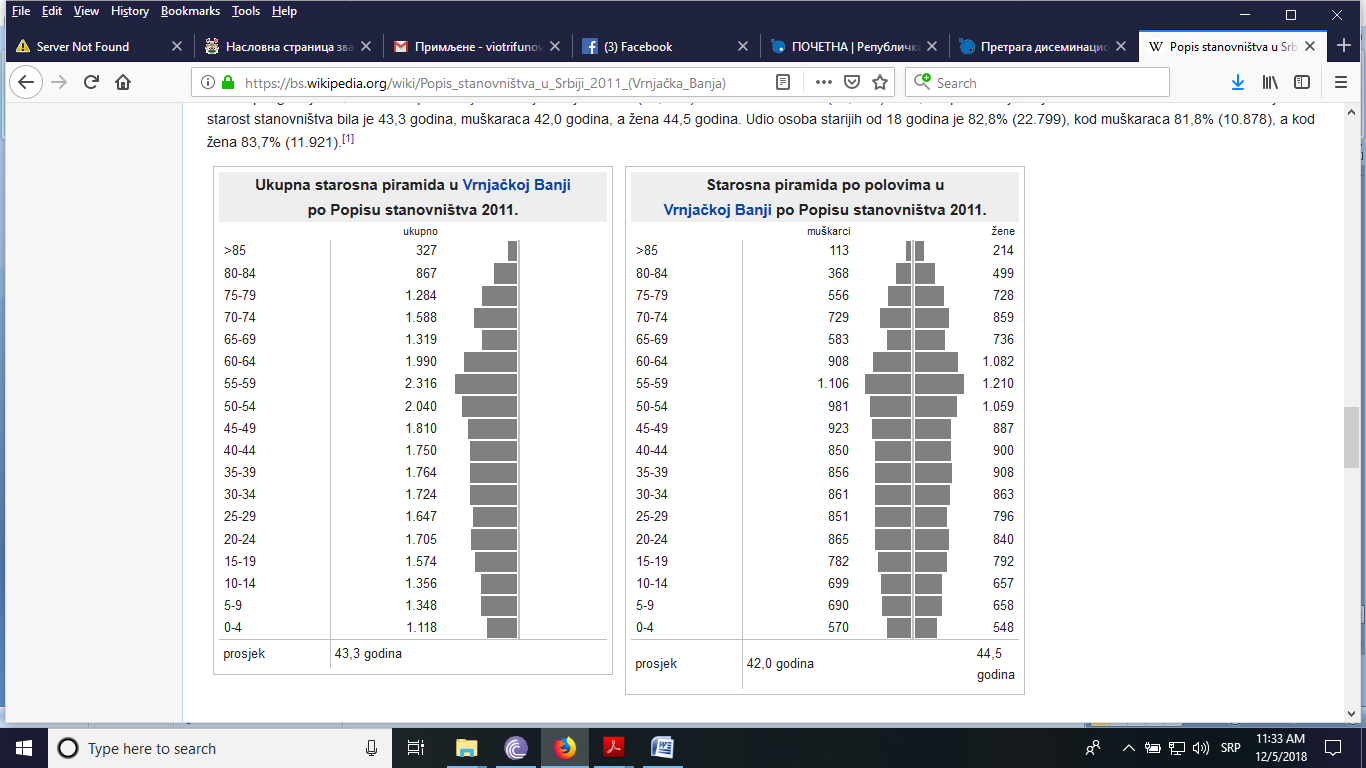 File Edit View History Bookmarks Tools Help
Server Not Found
Насловна страница зва
Примљене - viotrifunov
(3) Facebook
ПОЧЕТНА | Републичк
Претрага дисеминацио
Popis stanovništva u Srb
https://bs.wikipedia.org/wiki/Popis_stanovništva_u_Srbiji_2011_(Vrnjačka_Banja)
Search
starost stanovništva bila je 43,3 godina, muškaraca 42,0 godina, a žena 44,5 godina. Udio osoba starijih od 18 godina je 82,8% (22.799), kod muškaraca 81,8% (10.878), a kod
žena 83,7% (11.921).[1]
Ukupna starosna piramida u Vrnjačkoj Banji
po Popisu stanovništva 2011.
ukupno
>85 327
80-84 867
75-79 1.284
70-74 1.588
65-69 1.319
60-64 1.990
55-59 2.316
50-54 2.040
45-49 1.810
40-44 1.750
35-39 1.764
30-34 1.724
25-29 1.647
20-24 1.705
15-19 1.574
10-14 1.356
5-9 1.348
0-4 1.118
prosjek 43,3 godina
Starosna piramida po polovima u
Vrnjačkoj Banji po Popisu stanovništva 2011.
muškarci žene
>85 113 214
80-84 368 499
75-79 556 728
70-74 729 859
65-69 583 736
60-64 908 1.082
55-59 1.106 1.210
50-54 981 1.059
45-49 923 887
40-44 850 900
35-39 856 908
30-34 861 863
25-29 851 796
20-24 865 840
15-19 782 792
10-14 699 657
5-9 690 658
0-4 570 548
prosjek 42,0 godina 44,5
godina
Type here to search
SRP
11:33 AM
12/5/2018